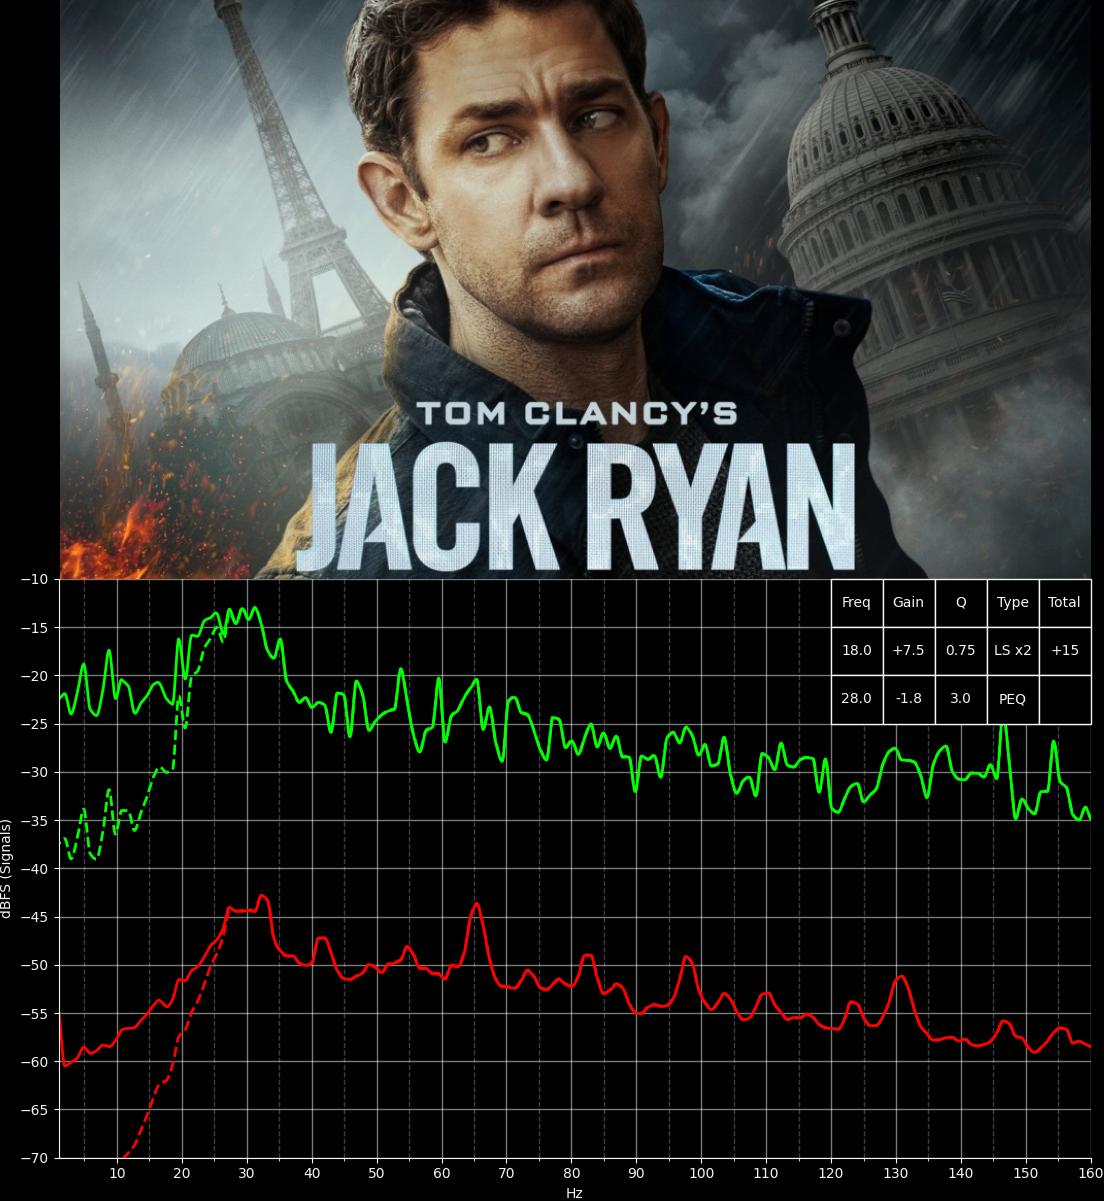 TOM CLANCY'S
JACK RYAN
Freq Gain Q Type Total
18.0 +7.5 0.75 LS x2 +15
28.0 -1.8 3.0 PEQ
−10
−15
−20
−25
−30
−35
−40
−45
−50
−55
−60
−65
−70
dBFS (Signals)
10 20 30 40 50 60 70 80 90 100 110 120 130 140 150 160
Hz